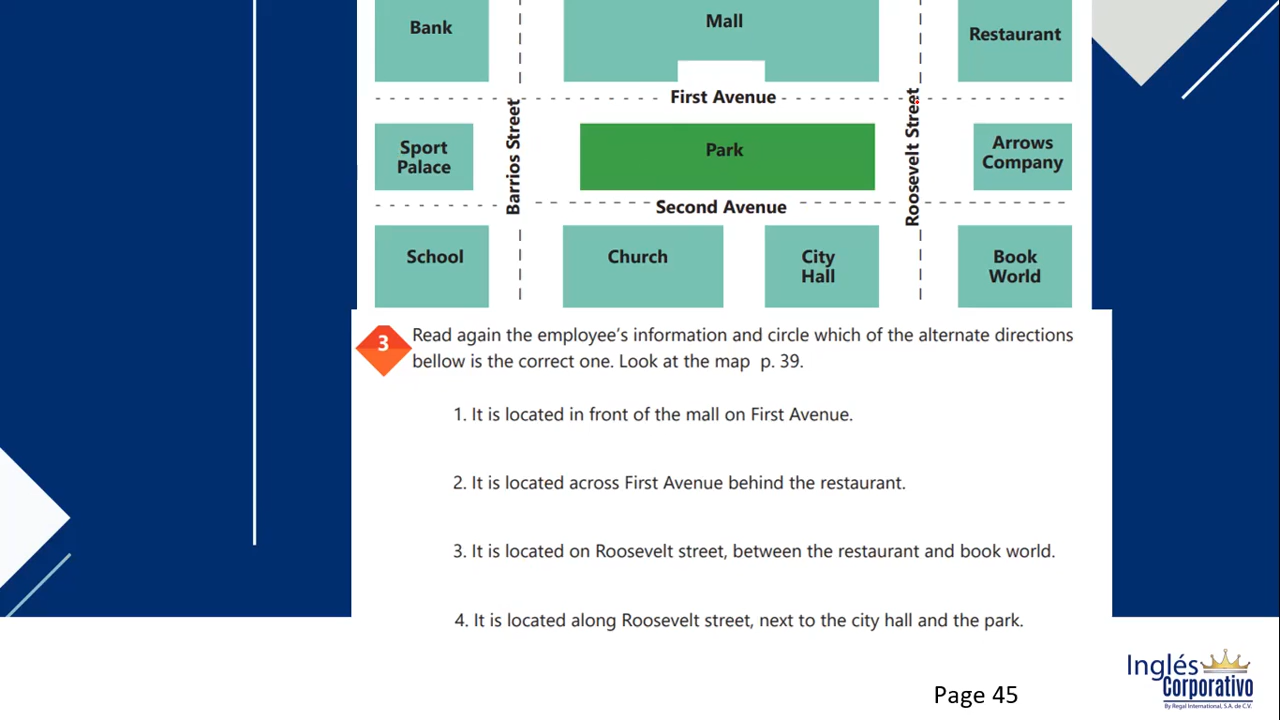 Bank
Mall
Restaurant
First Avenue
Barrios Street
Roosevelt Street
Sport
Palace
Park
Arrows
Company
Second Avenue
School
Church
City
Hall
Book
World
3
Read again the employee's information and circle which of the alternate directions
bellow is the correct one. Look at the map p. 39.
1. It is located in front of the mall on First Avenue.
2. It is located across First Avenue behind the restaurant.
3. It is located on Roosevelt street, between the restaurant and book world.
4. It is located along Roosevelt street, next to the city hall and the park.
Page 45
Inglés
Corporativo
By Regal International, S.A. de C.V.